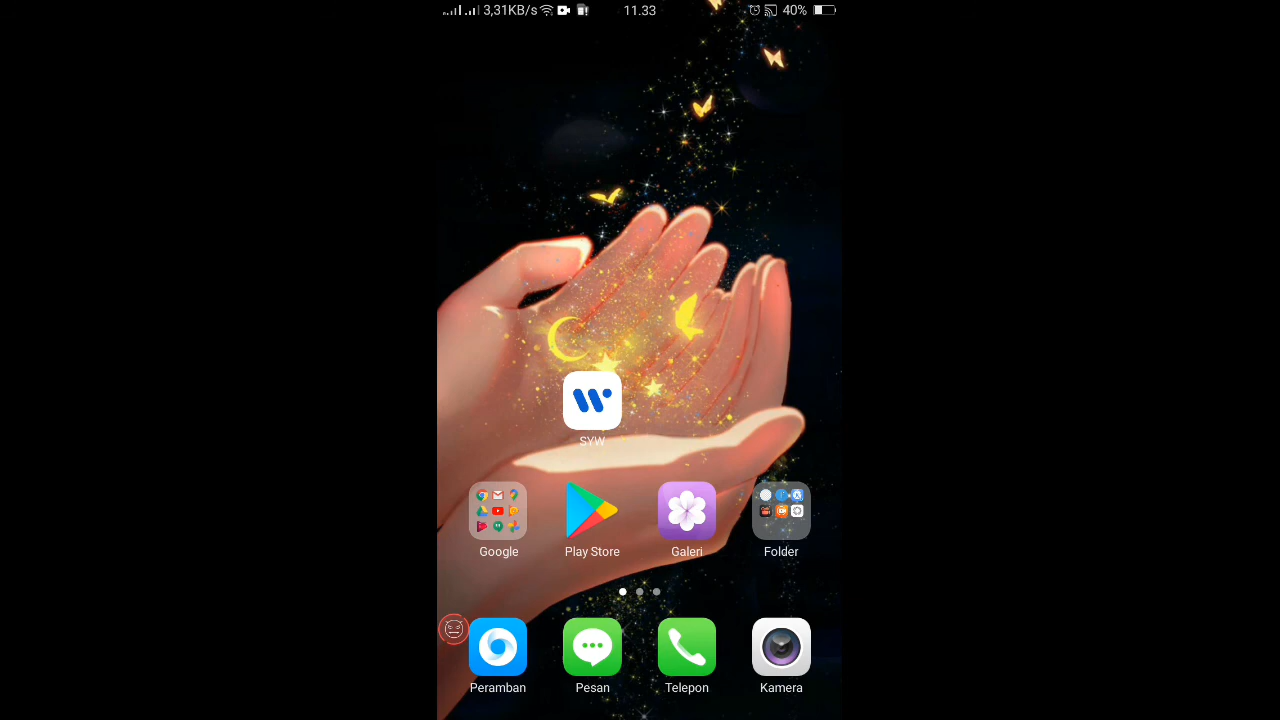 3,31KB/s 11.33 40%
SYW
Google Play Store Galeri Folder
Peramban Pesan Telepon Kamera